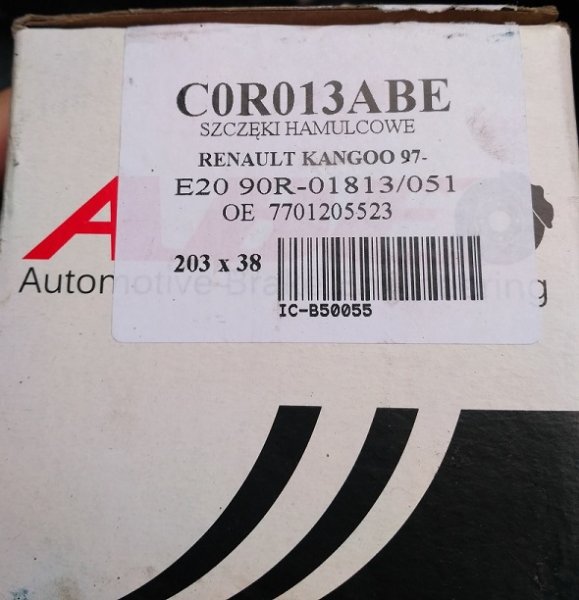 C0R013ABE
SZCZĘKI HAMULCOWE
RENAULT KANGOO 97-
E20 90R-01813/051
OE 7701205523
203 x 38
IC-B50055